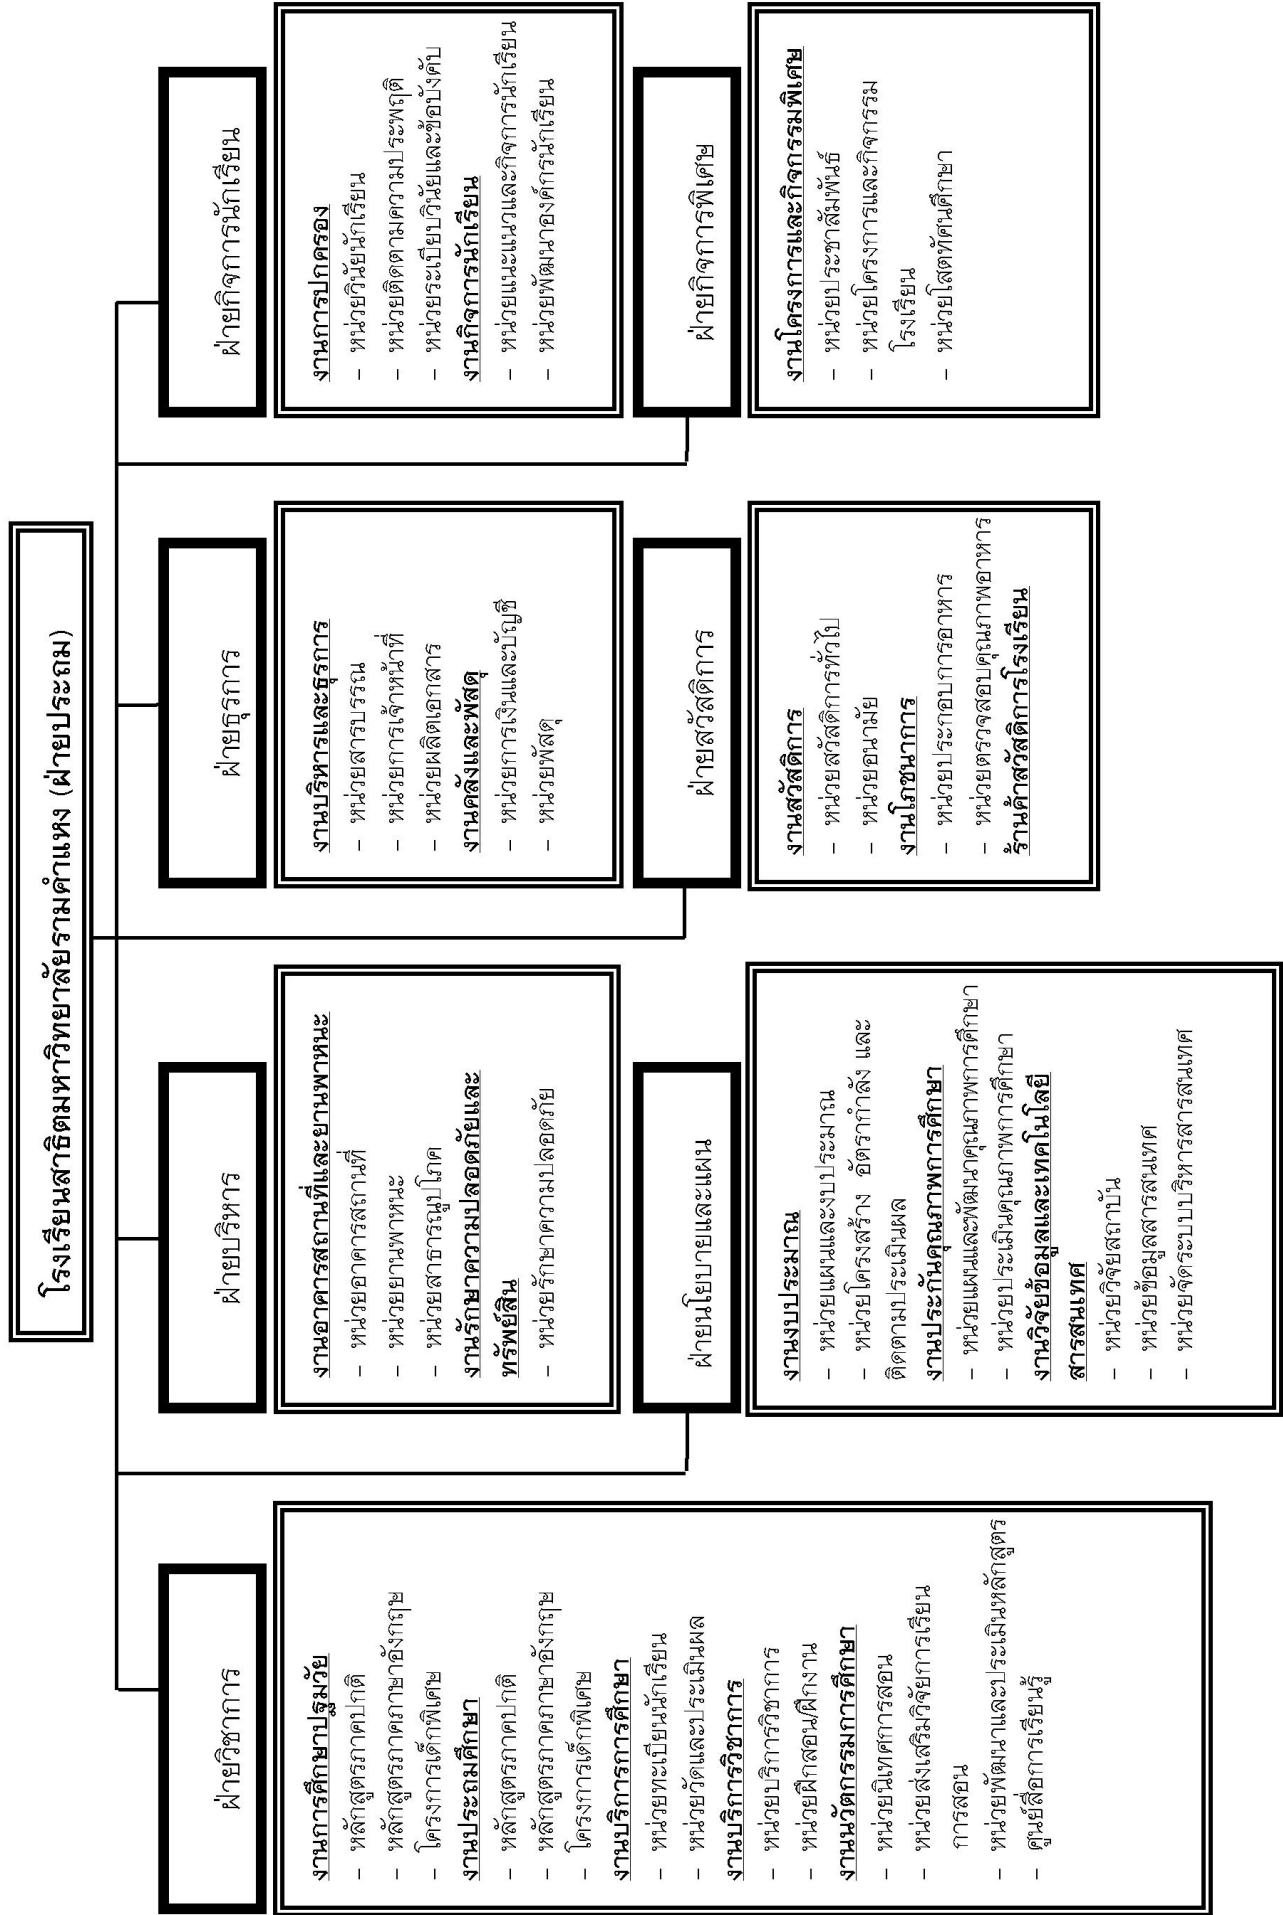 โรงเรียนสาธิตมหาวิทยาลัยรามคำแหง (ฝ่ายประถม)
ฝ่ายวิชาการ
งานการศึกษาปฐมวัย
- หลักสูตรภาคปกติ
- หลักสูตรภาคภาษาอังกฤษ
- โครงการเด็กพิเศษ
งานประถมศึกษา
- หลักสูตรภาคปกติ
- หลักสูตรภาคภาษาอังกฤษ
- โครงการเด็กพิเศษ
งานบริการการศึกษา
- หน่วยทะเบียนนักเรียน
- หน่วยวัดและประเมินผล
งานบริการวิชาการ
- หน่วยบริการวิชาการ
- หน่วยฝึกสอน/ฝึกงาน
งานนวัตกรรมการศึกษา
- หน่วยนิเทศการสอน
- หน่วยส่งเสริมวิจัยการเรียน
การสอน
- หน่วยพัฒนาและประเมินหลักสูตร
- ศูนย์สื่อการเรียนรู้
ฝ่ายบริหาร
งานอาคารสถานที่และยานพาหนะ
- หน่วยอาคารสถานที่
- หน่วยยานพาหนะ
- หน่วยสาธารณูปโภค
งานรักษาความปลอดภัยและ
ทรัพย์สิน
- หน่วยรักษาความปลอดภัย
ฝ่ายนโยบายและแผน
งานงบประมาณ
- หน่วยแผนและงบประมาณ
- หน่วยโครงสร้าง อัตรากำลัง และ
ติดตามประเมินผล
งานประกันคุณภาพการศึกษา
- หน่วยแผนและพัฒนาคุณภาพการศึกษา
- หน่วยประเมินคุณภาพการศึกษา
งานวิจัยข้อมูลและเทคโนโลยี
สารสนเทศ
- หน่วยวิจัยสถาบัน
- หน่วยข้อมูลสารสนเทศ
- หน่วยจัดระบบบริหารสารสนเทศ
ฝ่ายธุรการ
งานบริหารและธุรการ
- หน่วยสารบรรณ
- หน่วยการเจ้าหน้าที่
- หน่วยผลิตเอกสาร
งานคลังและพัสดุ
- หน่วยการเงินและบัญชี
- หน่วยพัสดุ
ฝ่ายสวัสดิการ
งานสวัสดิการ
- หน่วยสวัสดิการทั่วไป
- หน่วยอนามัย
งานโภชนาการ
- หน่วยประกอบการอาหาร
- หน่วยตรวจสอบคุณภาพอาหาร
ร้านค้าสวัสดิการโรงเรียน
ฝ่ายกิจการนักเรียน
งานการปกครอง
- หน่วยวินัยนักเรียน
- หน่วยติดตามความประพฤติ
- หน่วยระเบียบวินัยและข้อบังคับ
งานกิจการนักเรียน
- หน่วยแนะแนวและกิจการนักเรียน
- หน่วยพัฒนาองค์กรนักเรียน
ฝ่ายกิจการพิเศษ
งานโครงการและกิจกรรมพิเศษ
- หน่วยประชาสัมพันธ์
- หน่วยโครงการและกิจกรรม
โรงเรียน
- หน่วยโสตทัศนศึกษา